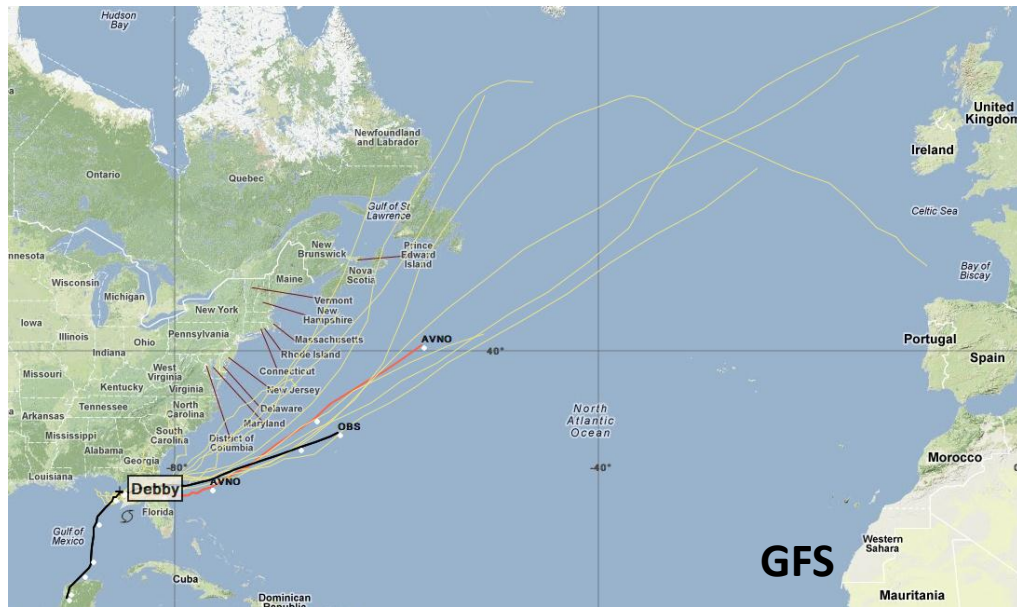 Hudson
Bay
Newfoundland
and Labrador
United
Kingdom
Ireland
Ontario
Quebec
Gulf of St
Lawrence
Celtic Sea
New
Brunswick
Prince
Edward
Island
Nova
Scotia
Maine
Bay of
Biscay
Wisconsin
Michigan
Vermont
New York
New
Hampshire
Iowa
Massachusetts
Pennsylvania
AVNO
Portugal
Illinois
Ohio
Rhode Island
40°
Spain
Indiana
Connecticut
Missouri
West
Virginia
New Jersey
Kentucky
Virginia
Delaware
Maryland
Tennessee
North
Carolina
North
Atlantic
Ocean
Arkansas
OBS
South
Carolina
District of
Columbia
Mississippi
Alabama
Georgia
Morocco
-80°
-40°
Louisiana
AVNO
Debby
Florida
Gulf of
Mexico
GFS
Western
Sahara
Cuba
Mauritania
Dominican
Republic